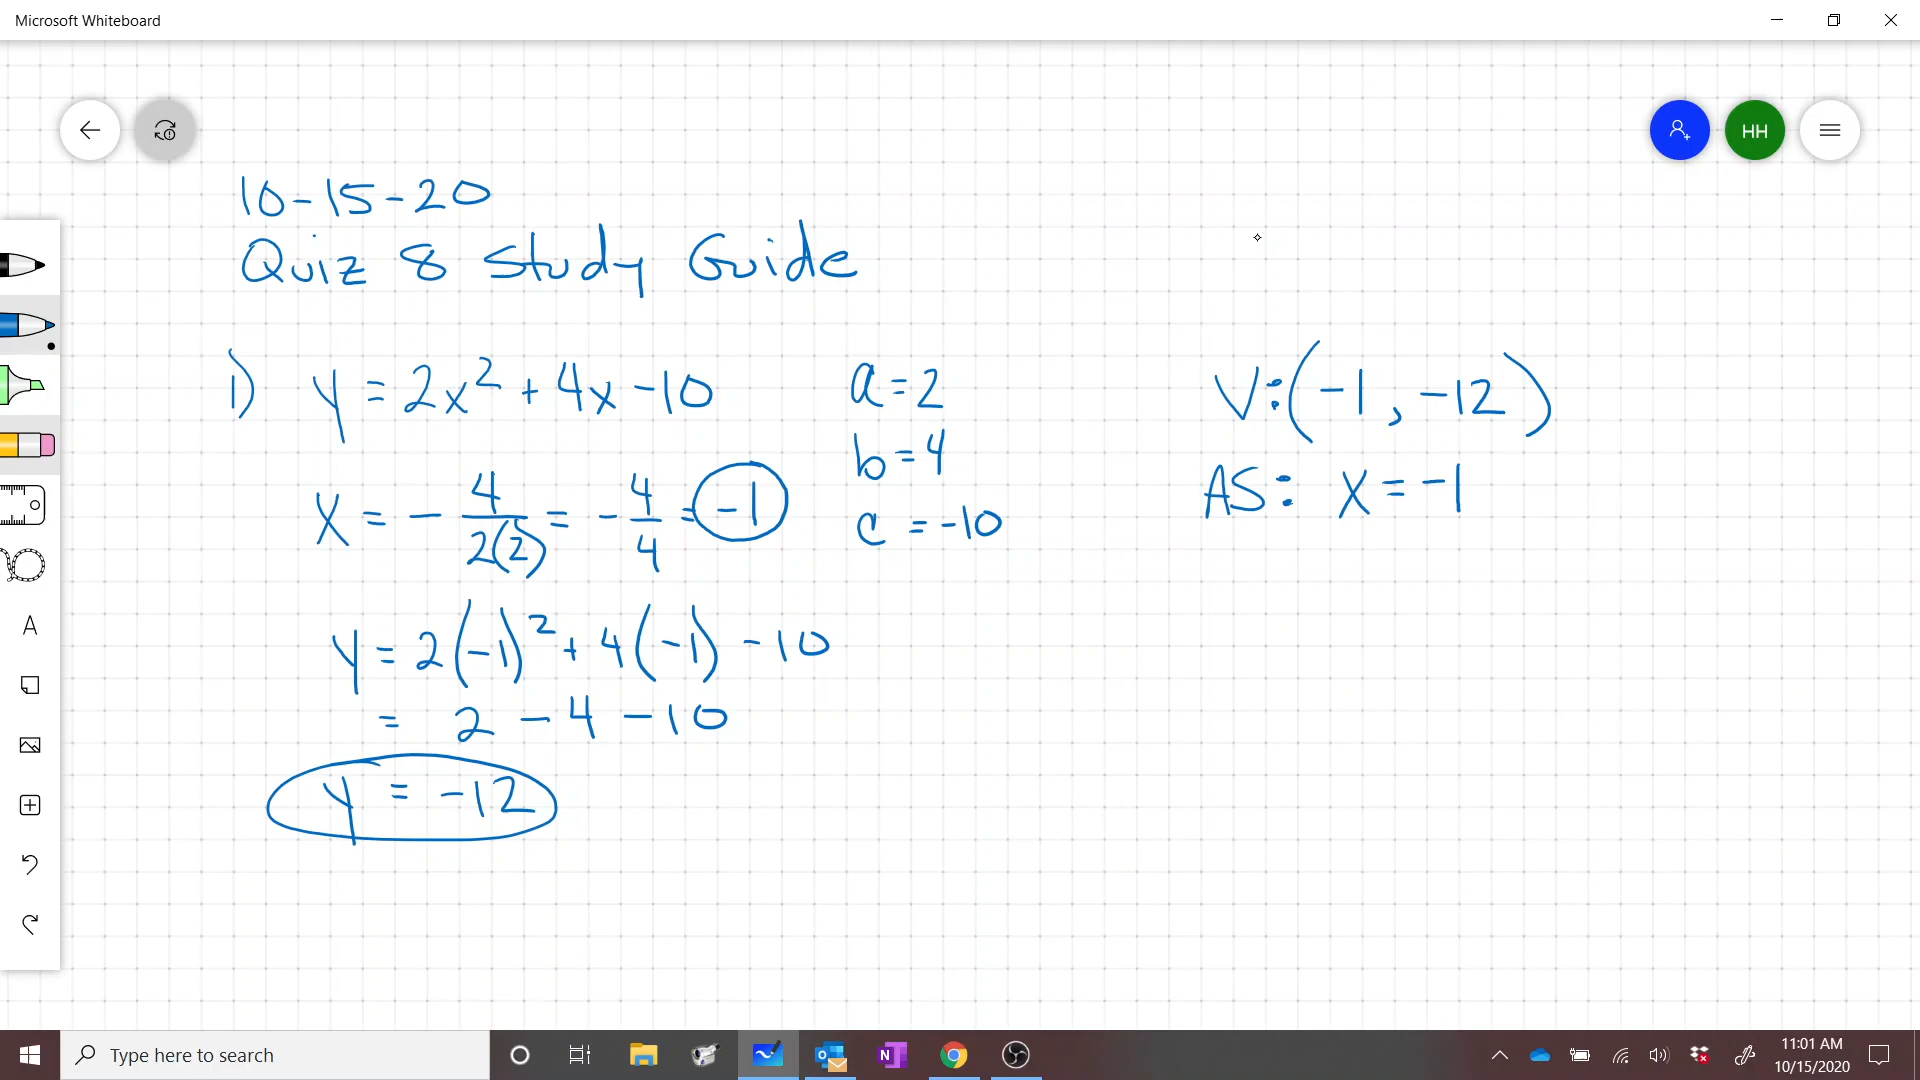 Microsoft Whiteboard
HH
10-15-20
Quiz 8 Study Guide
1) y = 2x² + 4x - 10
a = 2
b = 4
c = -10
x = - 4/2(2) = - 4/4 = -1
y = 2(-1)² + 4(-1) - 10
= 2 - 4 - 10
y = -12
V: (-1, -12)
AS: x = -1
A
Type here to search
N
11:01 AM
10/15/2020